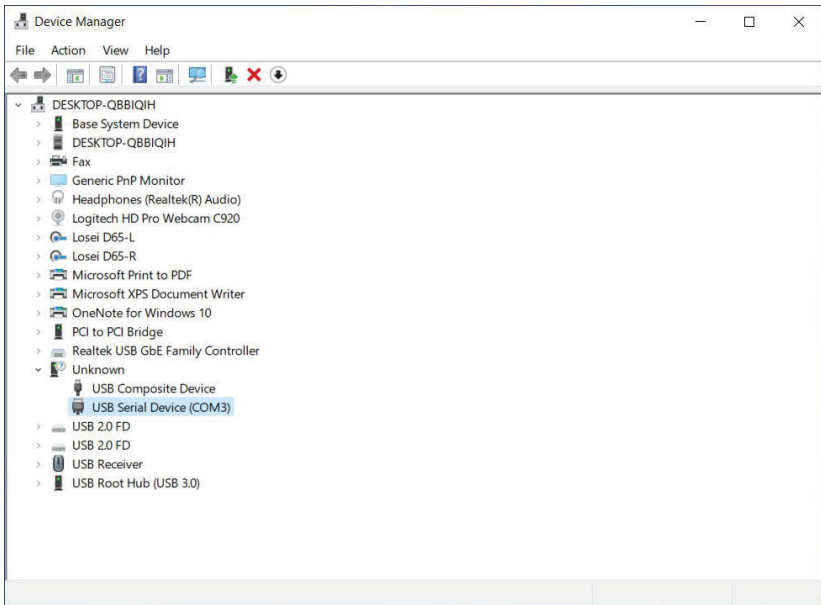 Device Manager
File Action View Help
DESKTOP-QBBIQIH
Base System Device
DESKTOP-QBBIQIH
Fax
Generic PnP Monitor
Headphones (Realtek(R) Audio)
Logitech HD Pro Webcam C920
Losei D65-L
Losei D65-R
Microsoft Print to PDF
Microsoft XPS Document Writer
OneNote for Windows 10
PCI to PCI Bridge
Realtek USB GbE Family Controller
Unknown
USB Composite Device
USB Serial Device (COM3)
USB 2.0 FD
USB 2.0 FD
USB Receiver
USB Root Hub (USB 3.0)